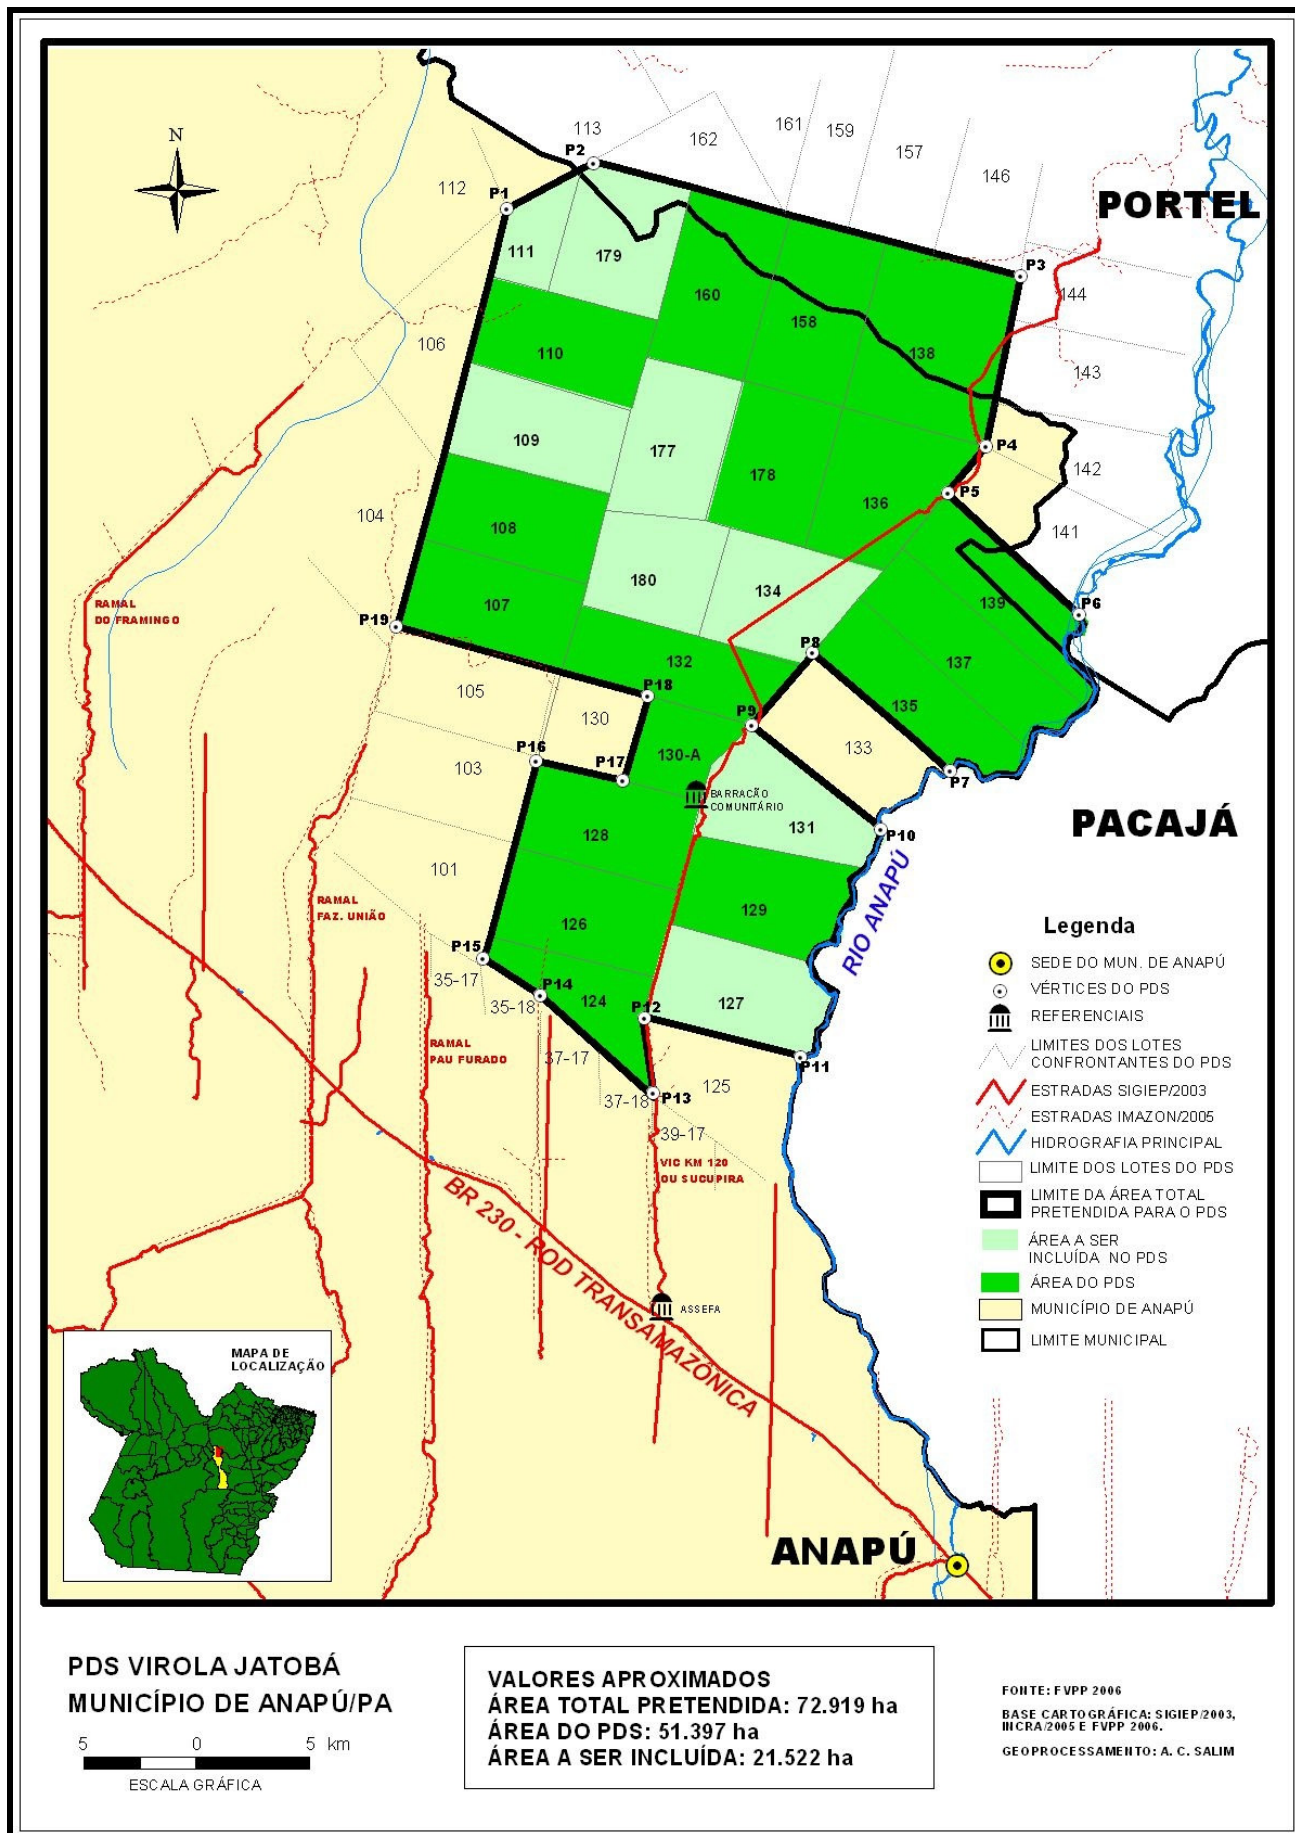 N
113
162
161
159
157
146
112
P2
P1
PORTEL
111
179
P3
144
160
158
106
110
138
143
109
177
P4
142
178
136
P5
104
108
141
180
134
139
P6
RAMAL
DO FRAMINGO
107
P19
132
P8
137
105
P18
130
135
P9
130-A
133
103
P16
P17
P7
BARRACÃO
COMUNITÁRIO
128
131
P10
PACAJÁ
101
RAMAL
FAZ. UNIÃO
129
126
RIO ANAPÚ
P15
35-17
35-18
P14
124
P12
127
RAMAL
PAU FURADO
37-17
P11
125
37-18
P13
39-17
VIC KM 120
OU SUCUPIRA
BR 230 - ROD TRANSAMAZÔNICA
ASSEFA
ANAPÚ
Legenda
SEDE DO MUN. DE ANAPÚ
VÉRTICES DO PDS
REFERENCIAIS
LIMITES DOS LOTES
CONFRONTANTES DO PDS
ESTRADAS SIGIEP/2003
ESTRADAS IMAZON/2005
HIDROGRAFIA PRINCIPAL
LIMITE DOS LOTES DO PDS
LIMITE DA ÁREA TOTAL
PRETENDIDA PARA O PDS
ÁREA A SER
INCLUÍDA NO PDS
ÁREA DO PDS
MUNICÍPIO DE ANAPÚ
LIMITE MUNICIPAL
MAPA DE
LOCALIZAÇÃO
PDS VIROLA JATOBÁ
MUNICÍPIO DE ANAPÚ/PA
5 0 5 km
ESCALA GRÁFICA
VALORES APROXIMADOS
ÁREA TOTAL PRETENDIDA: 72.919 ha
ÁREA DO PDS: 51.397 ha
ÁREA A SER INCLUÍDA: 21.522 ha
FONTE: FVPP 2006
BASE CARTOGRÁFICA: SIGIEP/2003,
INCRA/2005 E FVPP 2006.
GEOPROCESSAMENTO: A. C. SALIM